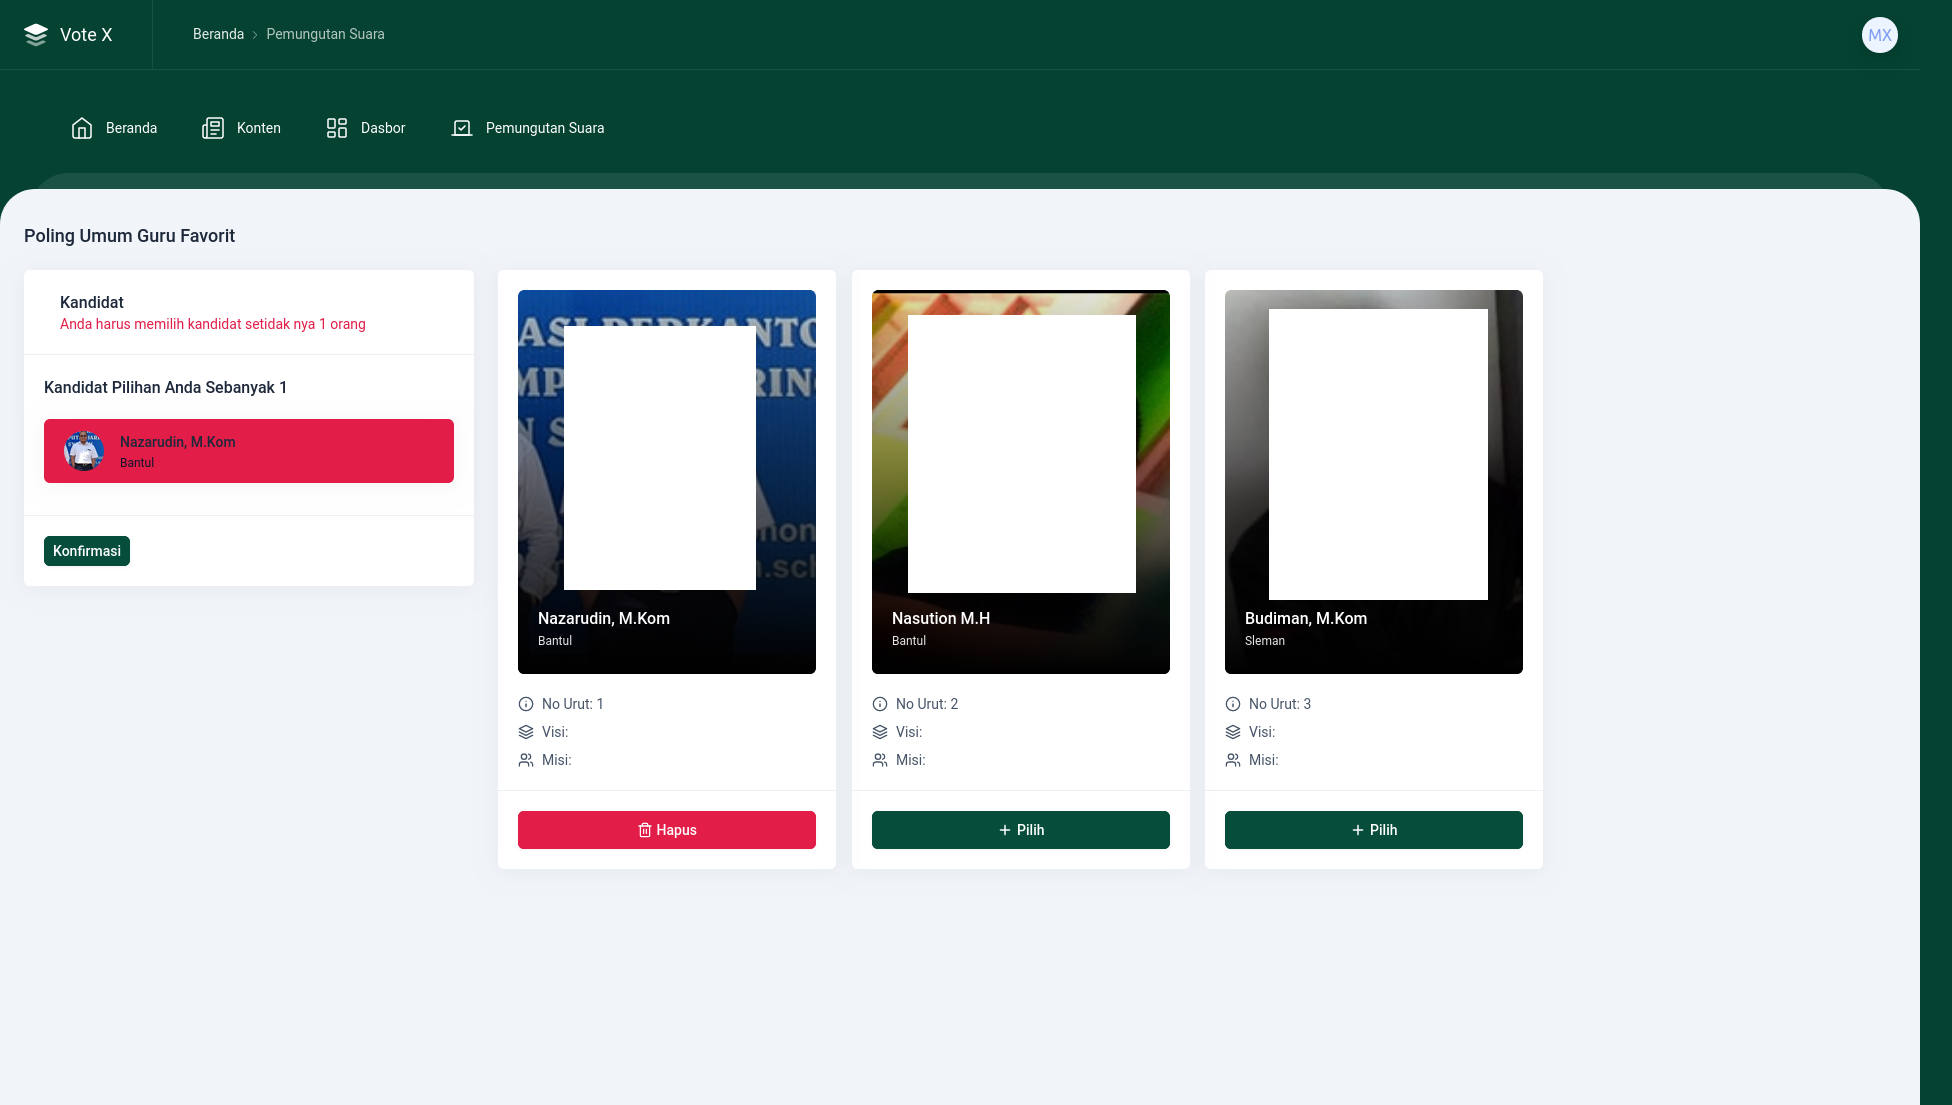 Vote X
Beranda > Pemungutan Suara
MX
Beranda
Konten
Dasbor
Pemungutan Suara
Poling Umum Guru Favorit
Kandidat
Anda harus memilih kandidat setidak nya 1 orang
Kandidat Pilihan Anda Sebanyak 1
Nazarudin, M.Kom
Bantul
Konfirmasi
Nazarudin, M.Kom
Bantul
No Urut: 1
Visi:
Misi:
Hapus
Nasution M.H
Bantul
No Urut: 2
Visi:
Misi:
+ Pilih
Budiman, M.Kom
Sleman
No Urut: 3
Visi:
Misi:
+ Pilih